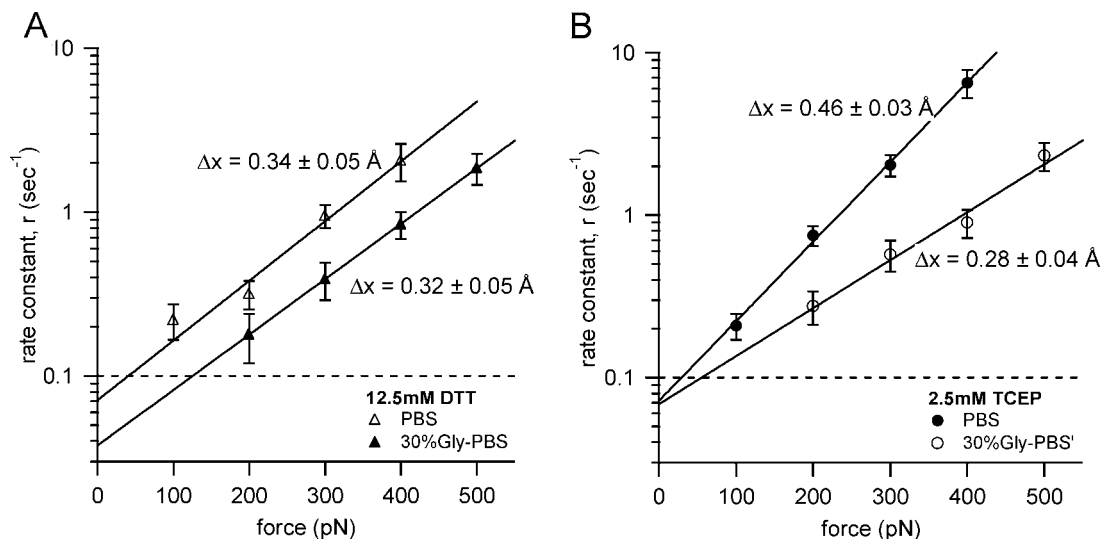 A
10
1
0.1
rate constant, r (sec⁻¹)
Δx = 0.34 ± 0.05 Å
Δx = 0.32 ± 0.05 Å
12.5mM DTT
PBS
30%Gly-PBS
0 100 200 300 400 500
force (pN)
B
10
1
0.1
rate constant, r (sec⁻¹)
Δx = 0.46 ± 0.03 Å
Δx = 0.28 ± 0.04 Å
2.5mM TCEP
PBS
30%Gly-PBS'
0 100 200 300 400 500
force (pN)